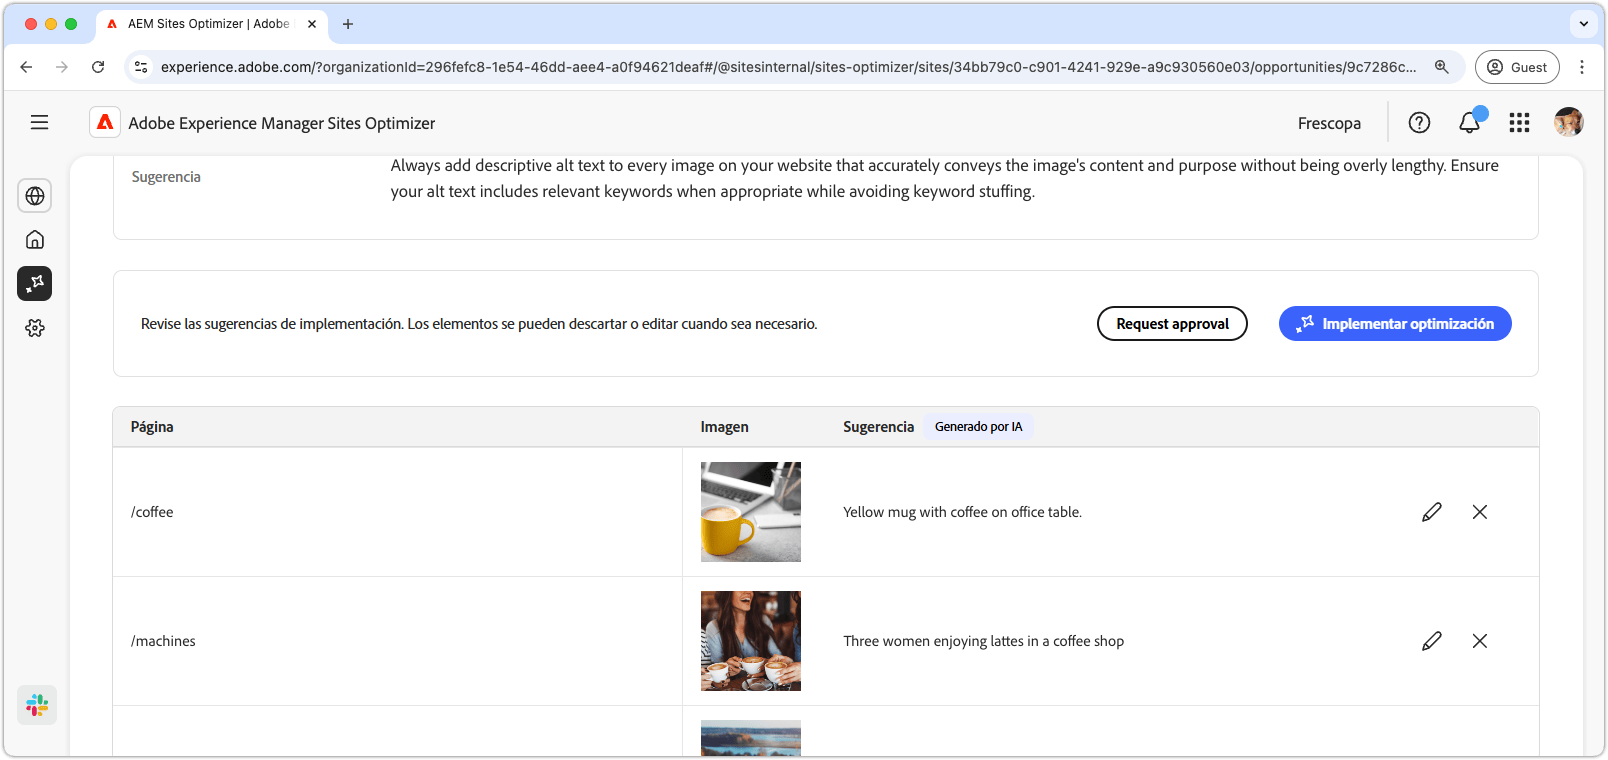 AEM Sites Optimizer | Adobe
experience.adobe.com/?organizationId=296fefc8-1e54-46dd-aee4-a0f94621deaf#/@sitesinternal/sites-optimizer/sites/34bb79c0-c901-4241-929e-a9c930560e03/opportunities/9c7286c...
Guest
Adobe Experience Manager Sites Optimizer
Frescopa
Sugerencia
Always add descriptive alt text to every image on your website that accurately conveys the image's content and purpose without being overly lengthy. Ensure
your alt text includes relevant keywords when appropriate while avoiding keyword stuffing.
Revise las sugerencias de implementación. Los elementos se pueden descartar o editar cuando sea necesario.
Request approval
Implementar optimización
Página
Imagen
Sugerencia
Generado por IA
/coffee
Yellow mug with coffee on office table.
/machines
Three women enjoying lattes in a coffee shop